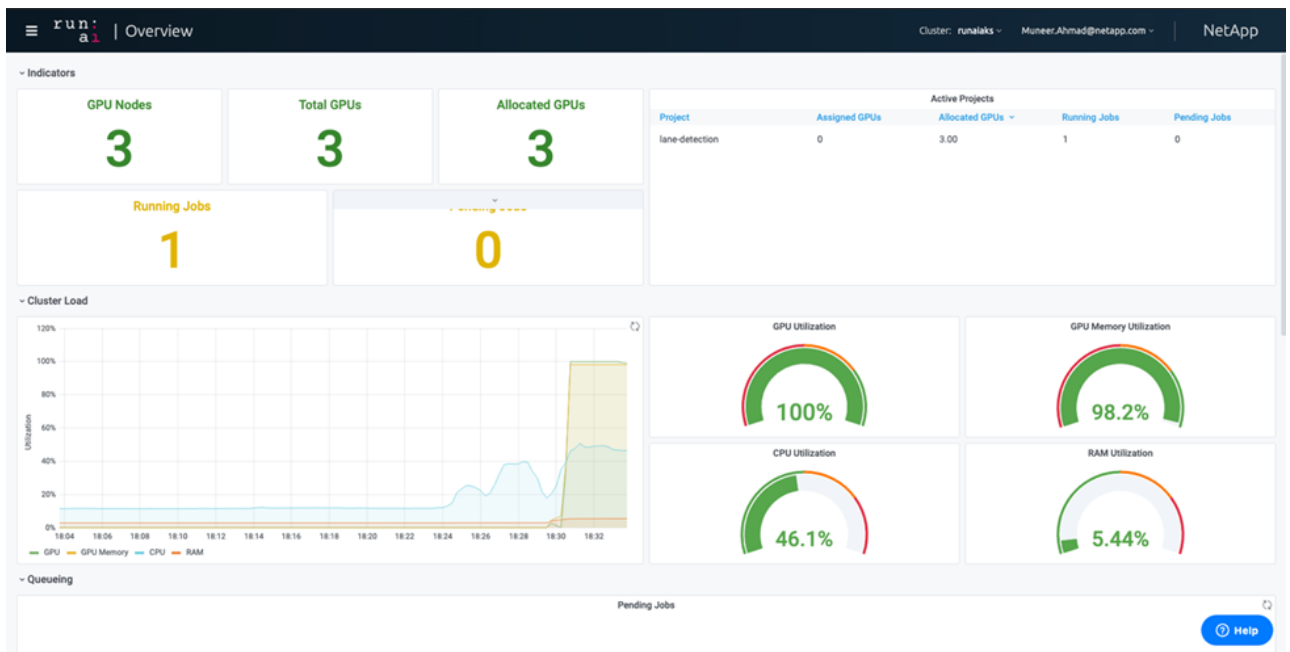 run: | Overview Cluster: runaiaks Muneer.Ahmad@netapp.com NetApp
ai
Indicators
GPU Nodes Total GPUs Allocated GPUs
3 3 3
Active Projects
Project Assigned GPUs Allocated GPUs Running Jobs Pending Jobs
lane-detection 0 3.00 1 0
Running Jobs Pending Jobs
1 0
Cluster Load
120%
100%
80%
60%
40%
20%
0%
Utilization
18:04 18:06 18:08 18:10 18:12 18:14 18:16 18:18 18:20 18:22 18:24 18:26 18:28 18:30 18:32
GPU GPU Memory CPU RAM
GPU Utilization GPU Memory Utilization
100% 98.2%
CPU Utilization RAM Utilization
46.1% 5.44%
Queueing
Pending Jobs
Help